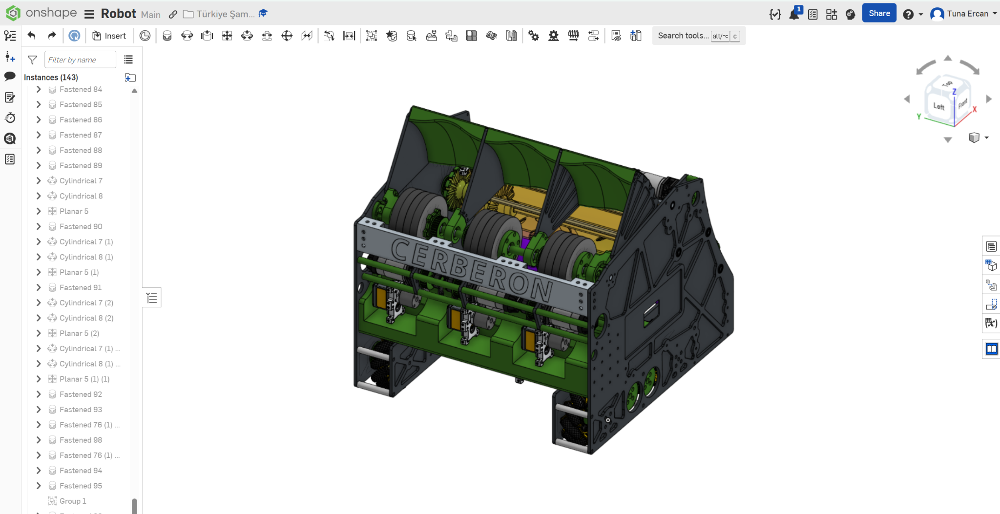 onshape Robot Main Türkiye Şam... 1 Share Tuna Ercan
Insert Search tools... alt/⌥ c
Filter by name
Instances (143)
Fastened 84
Fastened 85
Fastened 86
Fastened 87
Fastened 88
Fastened 89
Cylindrical 7
Cylindrical 8
Planar 5
Fastened 90
Cylindrical 7 (1)
Cylindrical 8 (1)
Planar 5 (1)
Fastened 91
Cylindrical 7 (2)
Cylindrical 8 (2)
Planar 5 (2)
Cylindrical 7 (1) ...
Cylindrical 8 (1) ...
Planar 5 (1) (1)
Fastened 92
Fastened 93
Fastened 76 (1) ...
Fastened 98
Fastened 76 (1) ...
Fastened 94
Fastened 95
Group 1
CERBERON
Top
Left
Front
Z
X
Y